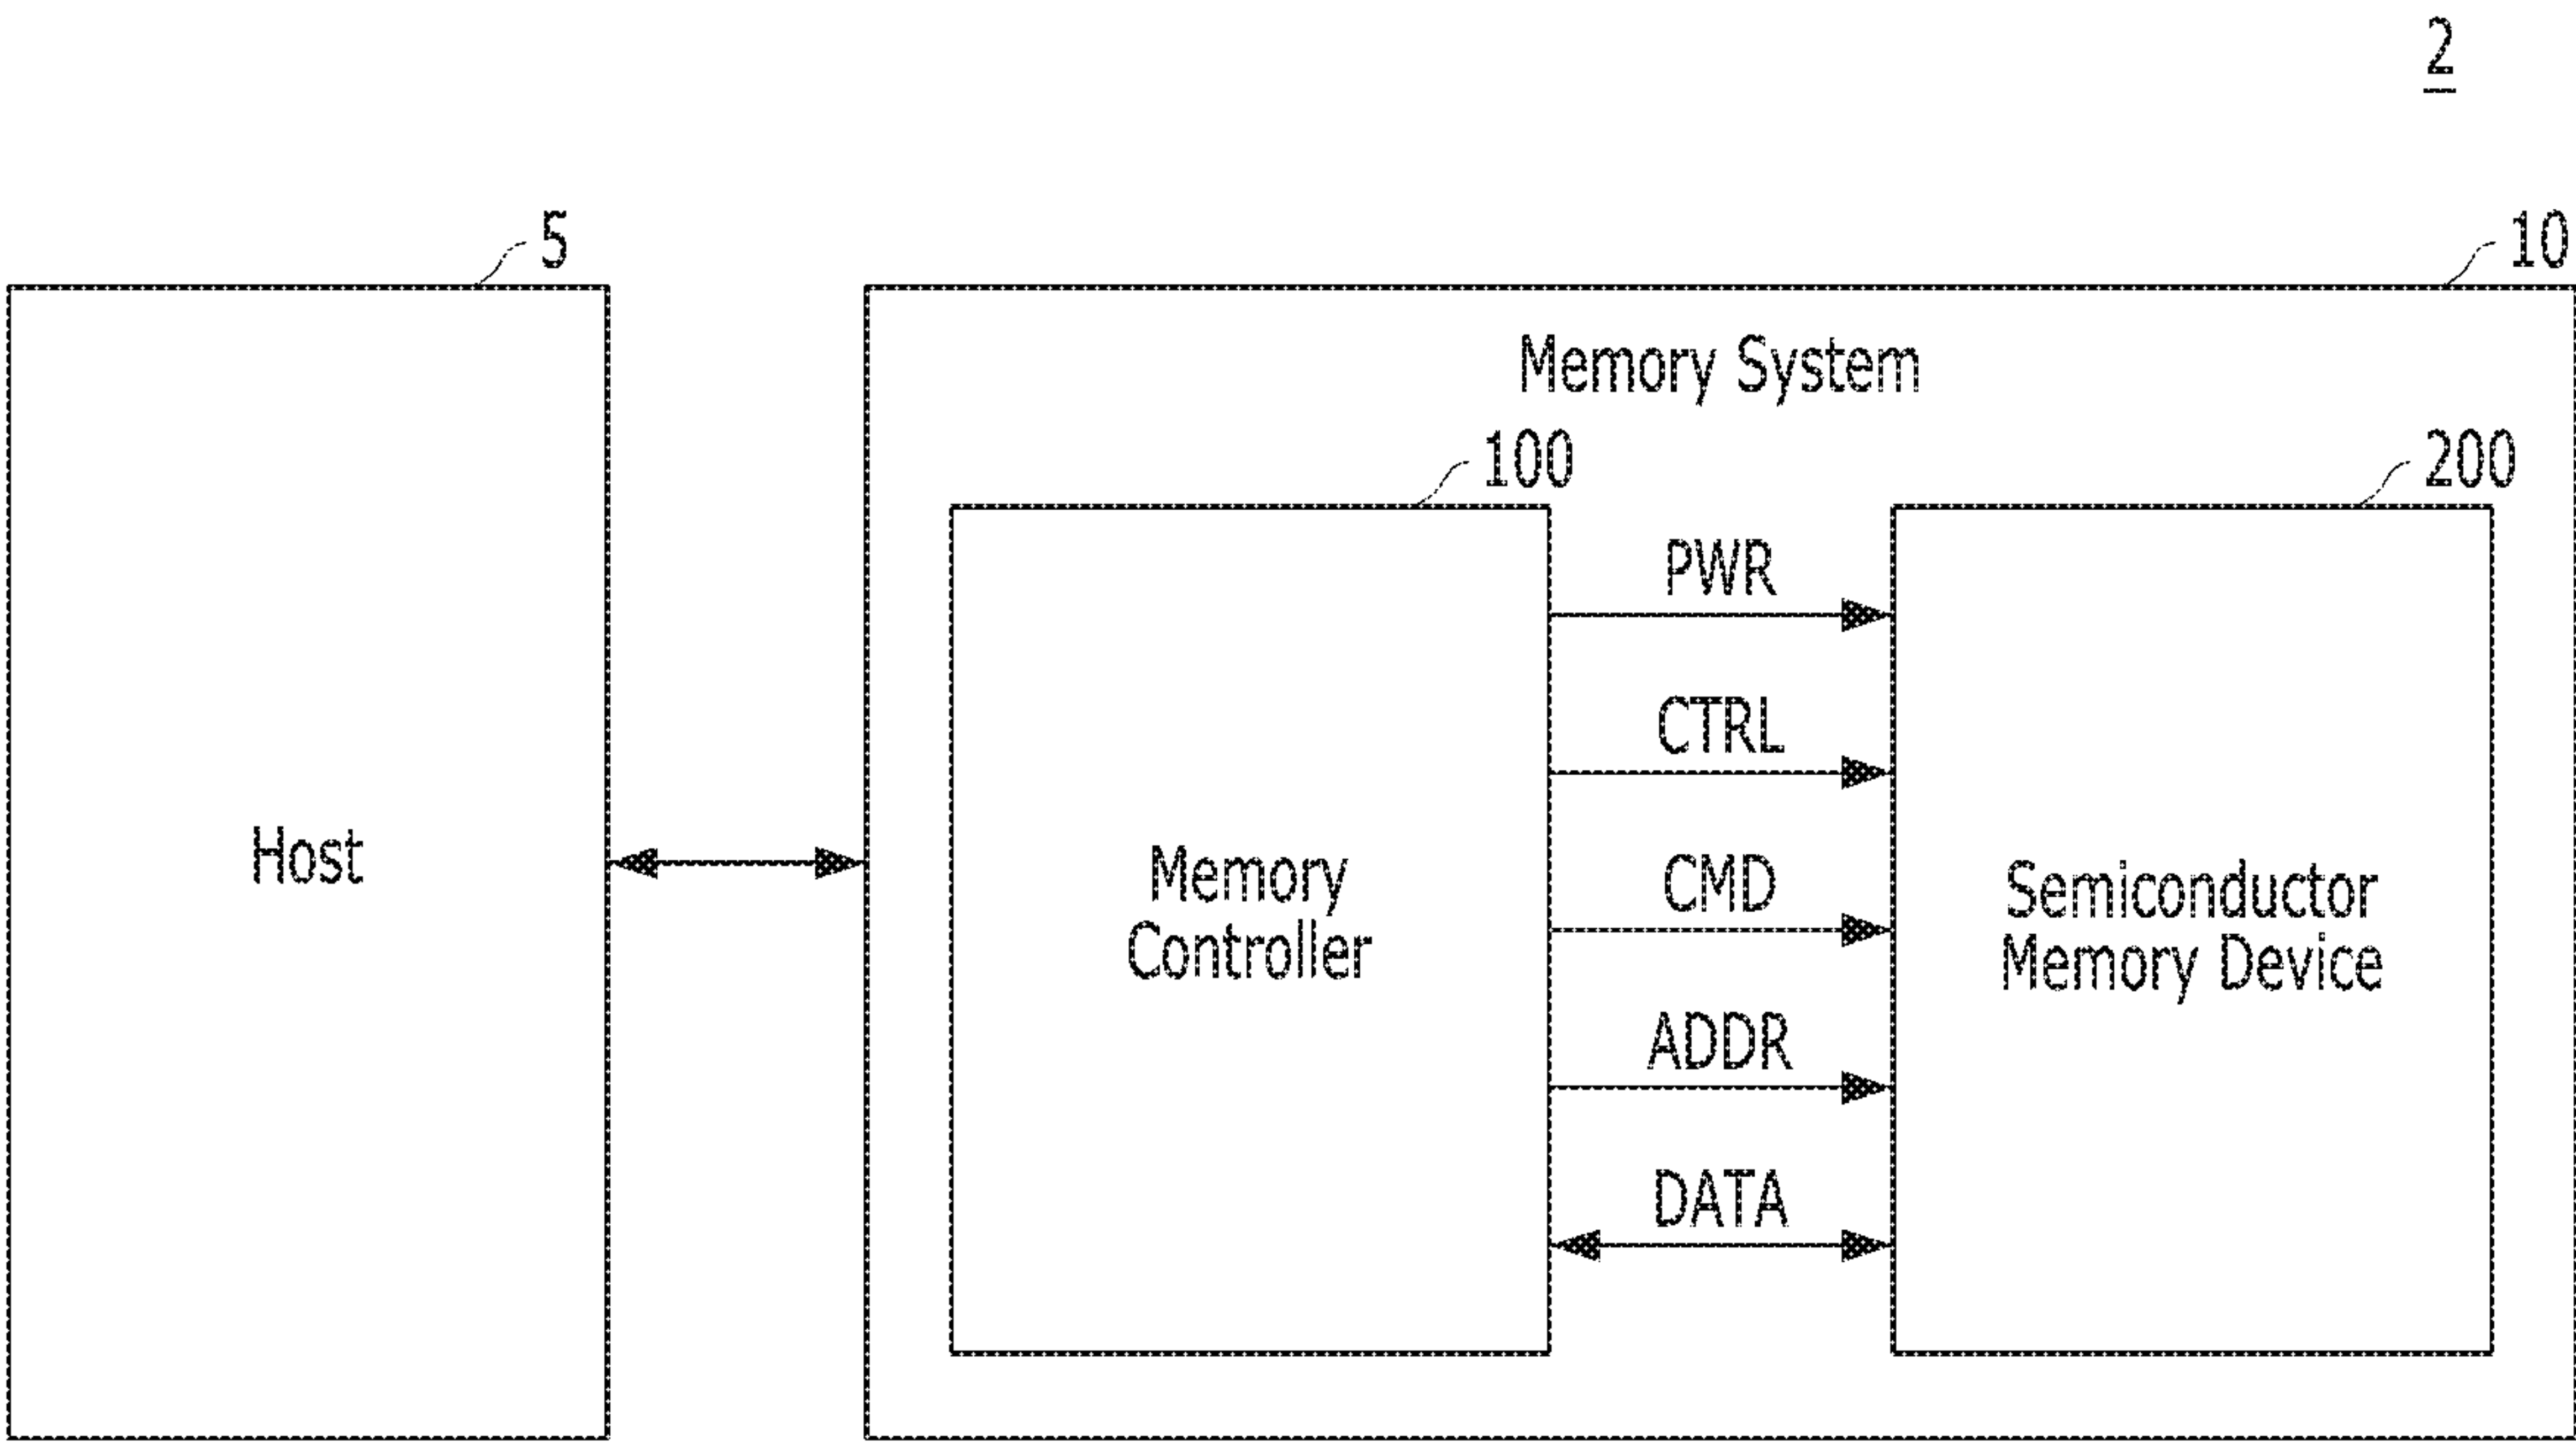 2
5
10
Memory System
100
200
PWR
CTRL
Host
CMD
Memory
Controller
Semiconductor
Memory Device
ADDR
DATA